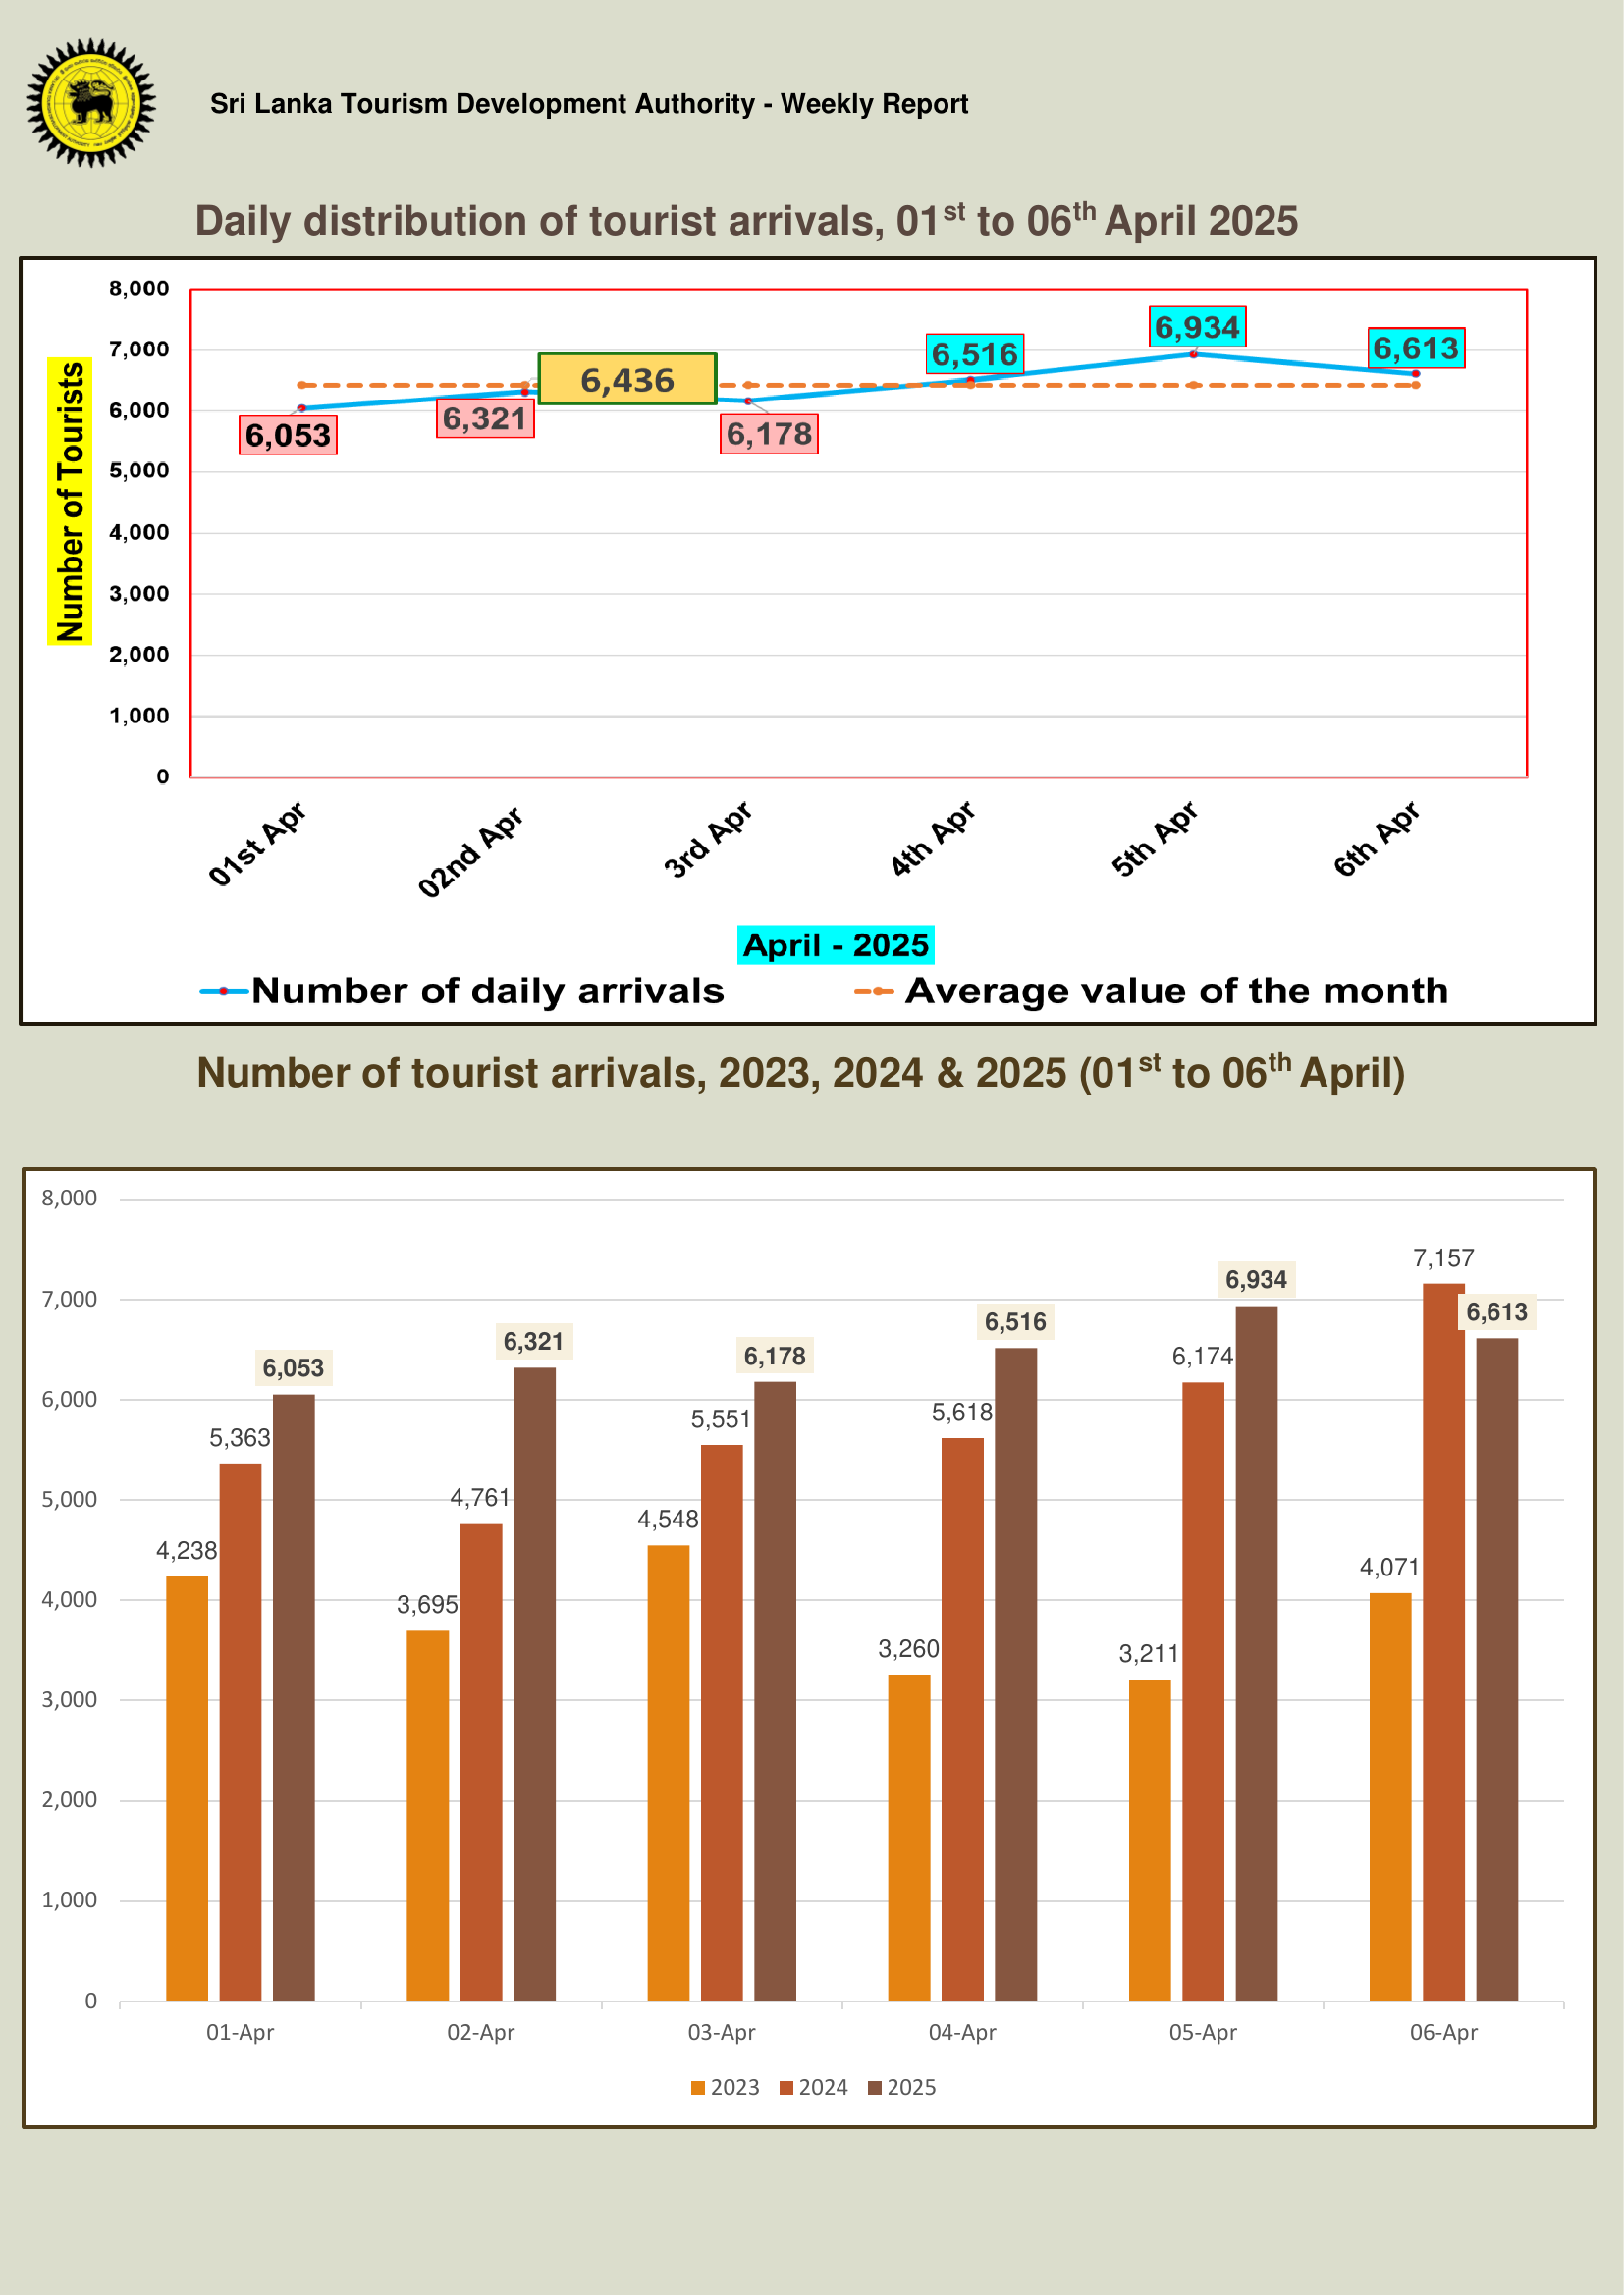 Sri Lanka Tourism Development Authority - Weekly Report
Daily distribution of tourist arrivals, 01st to 06th April 2025
Number of Tourists
8,000
7,000
6,000
5,000
4,000
3,000
2,000
1,000
0
6,053
6,321
6,436
6,178
6,516
6,934
6,613
01st Apr
02nd Apr
3rd Apr
4th Apr
5th Apr
6th Apr
April - 2025
Number of daily arrivals
Average value of the month
Number of tourist arrivals, 2023, 2024 & 2025 (01st to 06th April)
8,000
7,000
6,000
5,000
4,000
3,000
2,000
1,000
0
4,238
5,363
6,053
3,695
4,761
6,321
4,548
5,551
6,178
3,260
5,618
6,516
3,211
6,174
6,934
4,071
7,157
6,613
01-Apr
02-Apr
03-Apr
04-Apr
05-Apr
06-Apr
2023
2024
2025